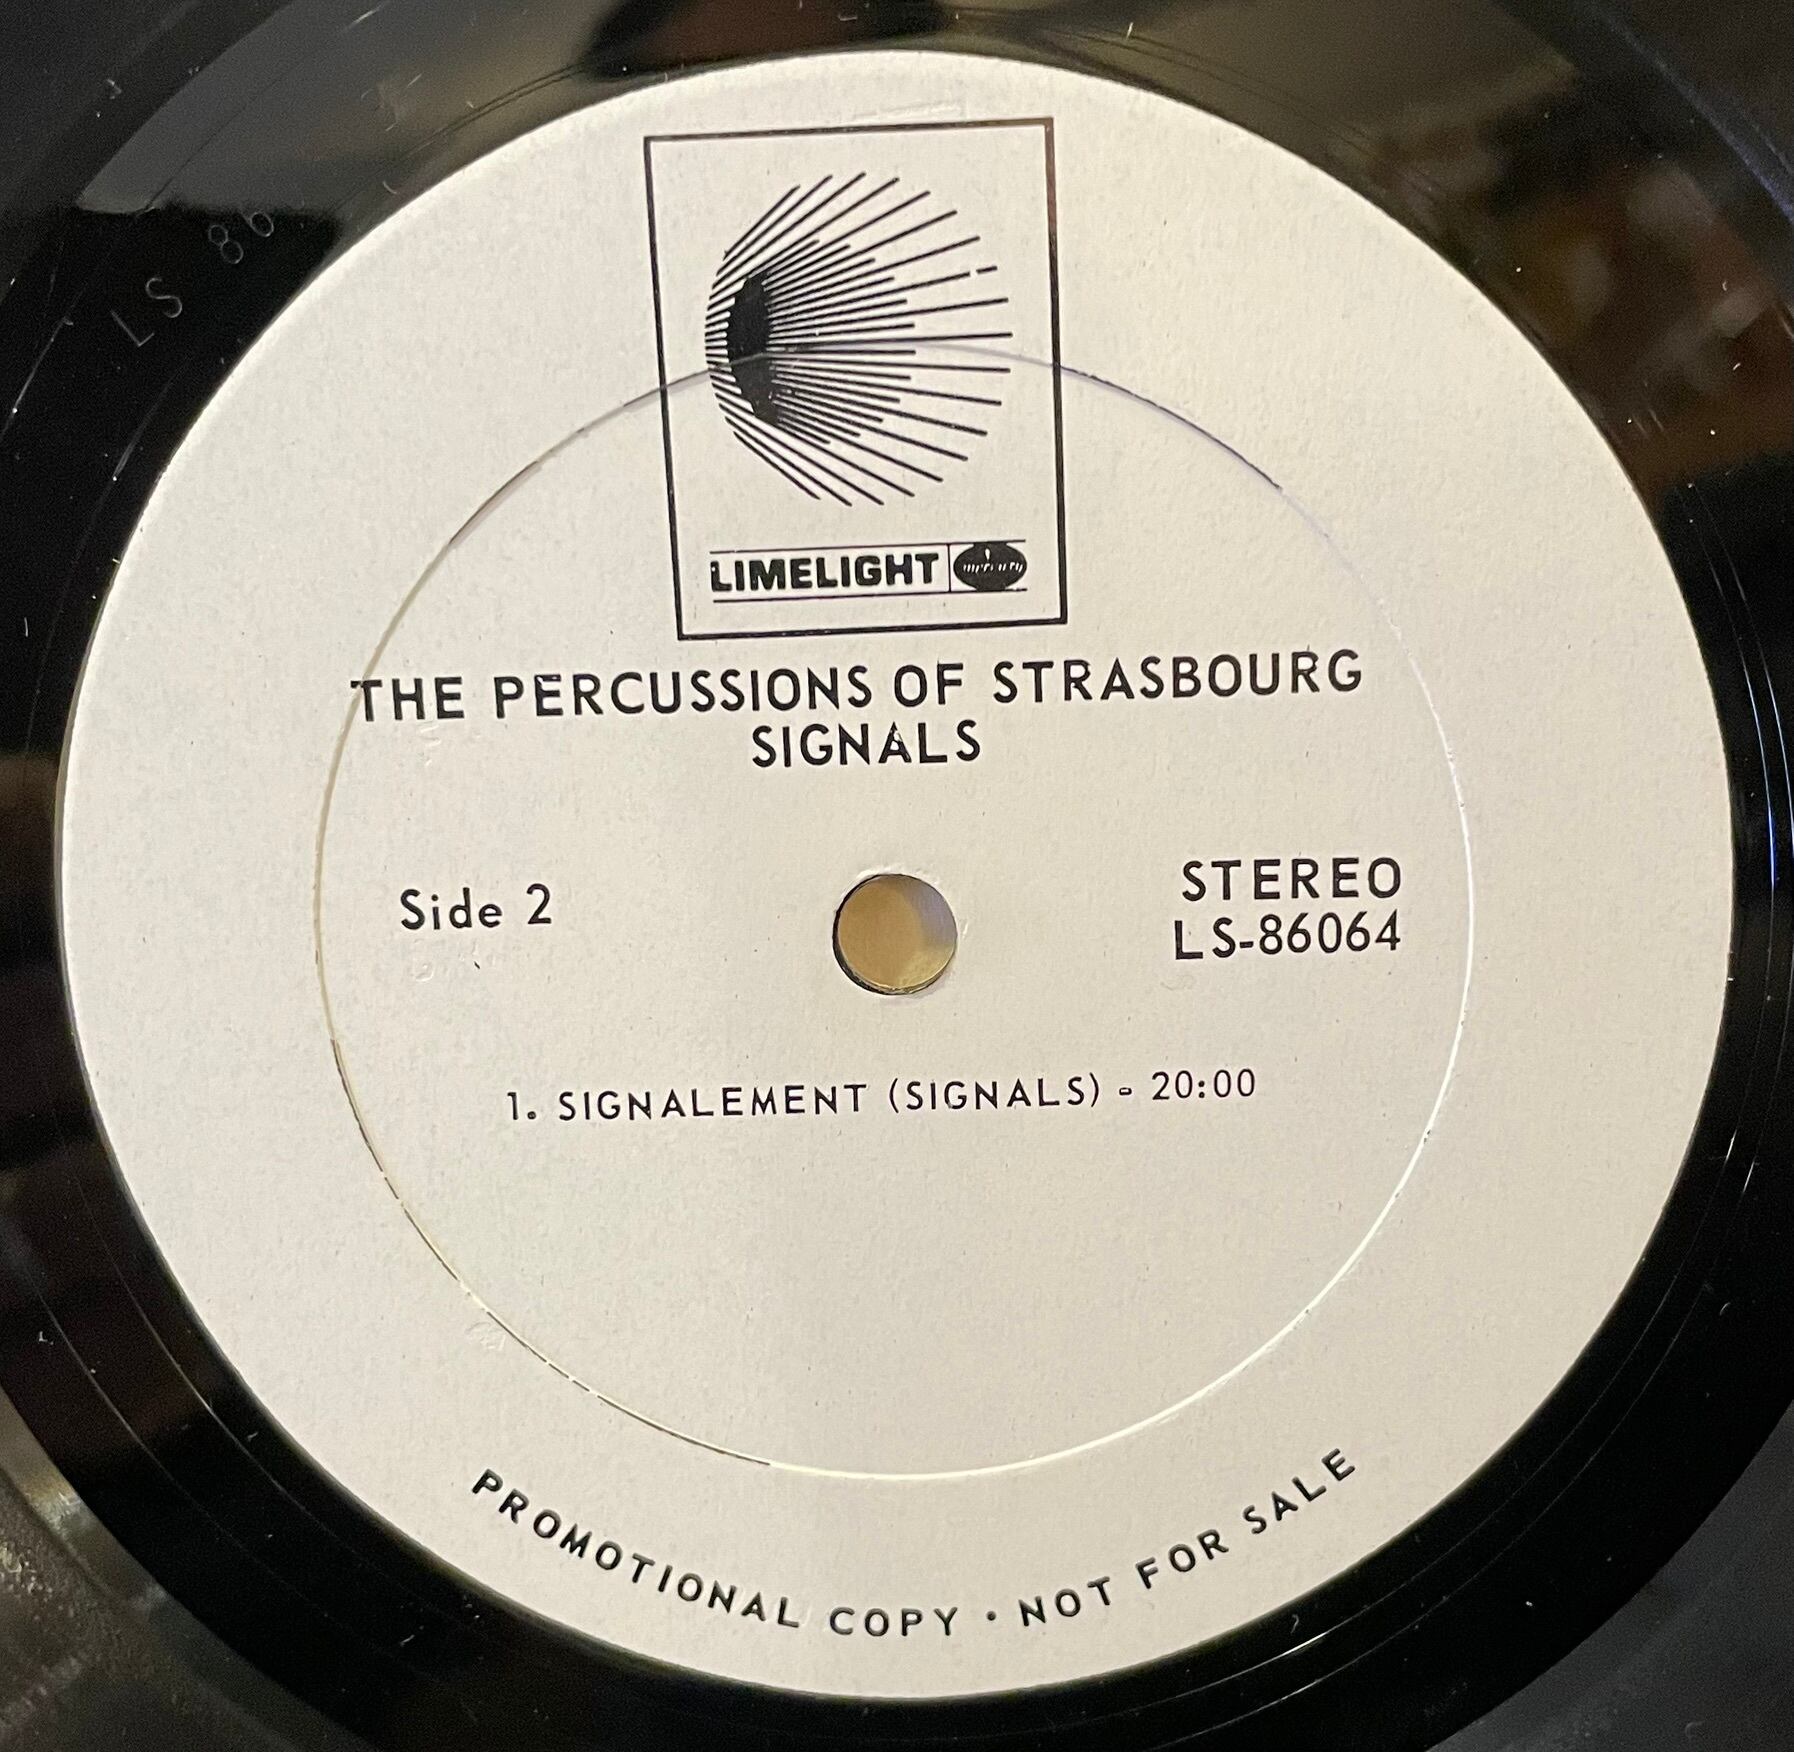 LS 86
LIMELIGHT mercury
THE PERCUSSIONS OF STRASBOURG
SIGNALS
Side 2
STEREO
LS-86064
1. SIGNALEMENT (SIGNALS) - 20:00
PROMOTIONAL COPY • NOT FOR SALE